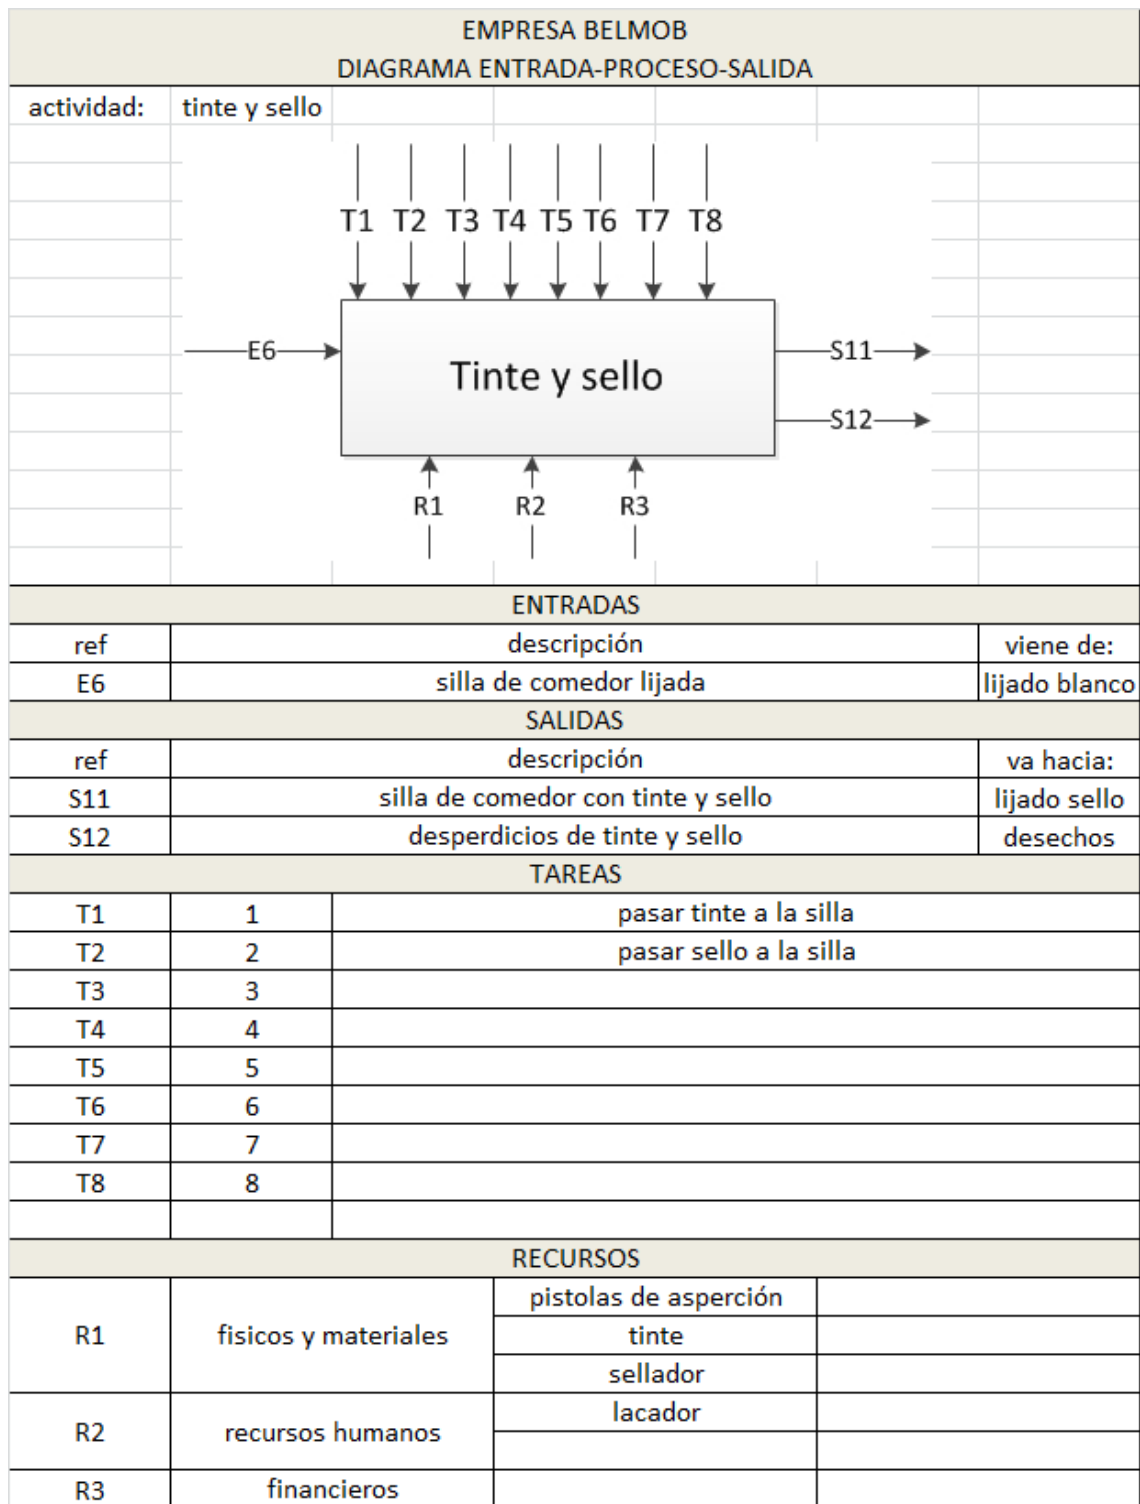 EMPRESA BELMOB
DIAGRAMA ENTRADA-PROCESO-SALIDA
actividad: tinte y sello
T1 T2 T3 T4 T5 T6 T7 T8
E6
Tinte y sello
S11
S12
R1 R2 R3
ENTRADAS
ref descripción viene de:
E6 silla de comedor lijada lijado blanco
SALIDAS
ref descripción va hacia:
S11 silla de comedor con tinte y sello lijado sello
S12 desperdicios de tinte y sello desechos
TAREAS
T1 1 pasar tinte a la silla
T2 2 pasar sello a la silla
T3 3
T4 4
T5 5
T6 6
T7 7
T8 8
RECURSOS
R1 fisicos y materiales pistolas de asperción
tinte
sellador
R2 recursos humanos lacador
R3 financieros